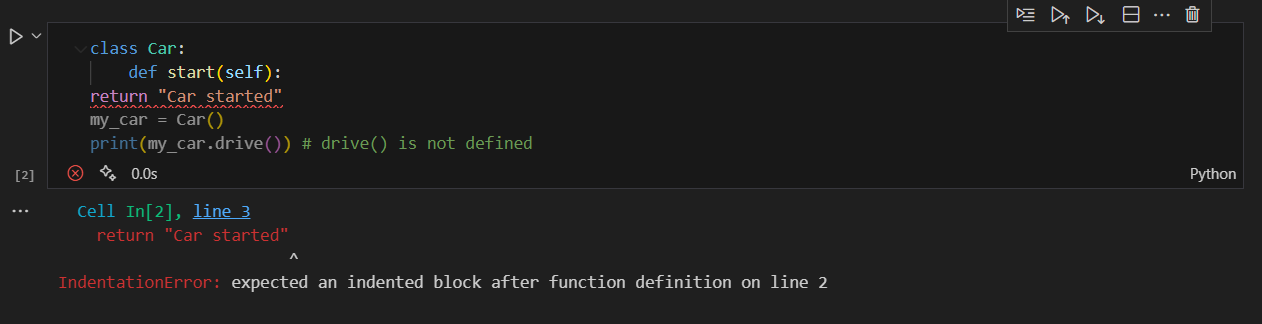 class Car:
    def start(self):
return "Car started"
my_car = Car()
print(my_car.drive()) # drive() is not defined
[2]
0.0s
Python
Cell In[2], line 3
    return "Car started"
                        ^
IndentationError: expected an indented block after function definition on line 2